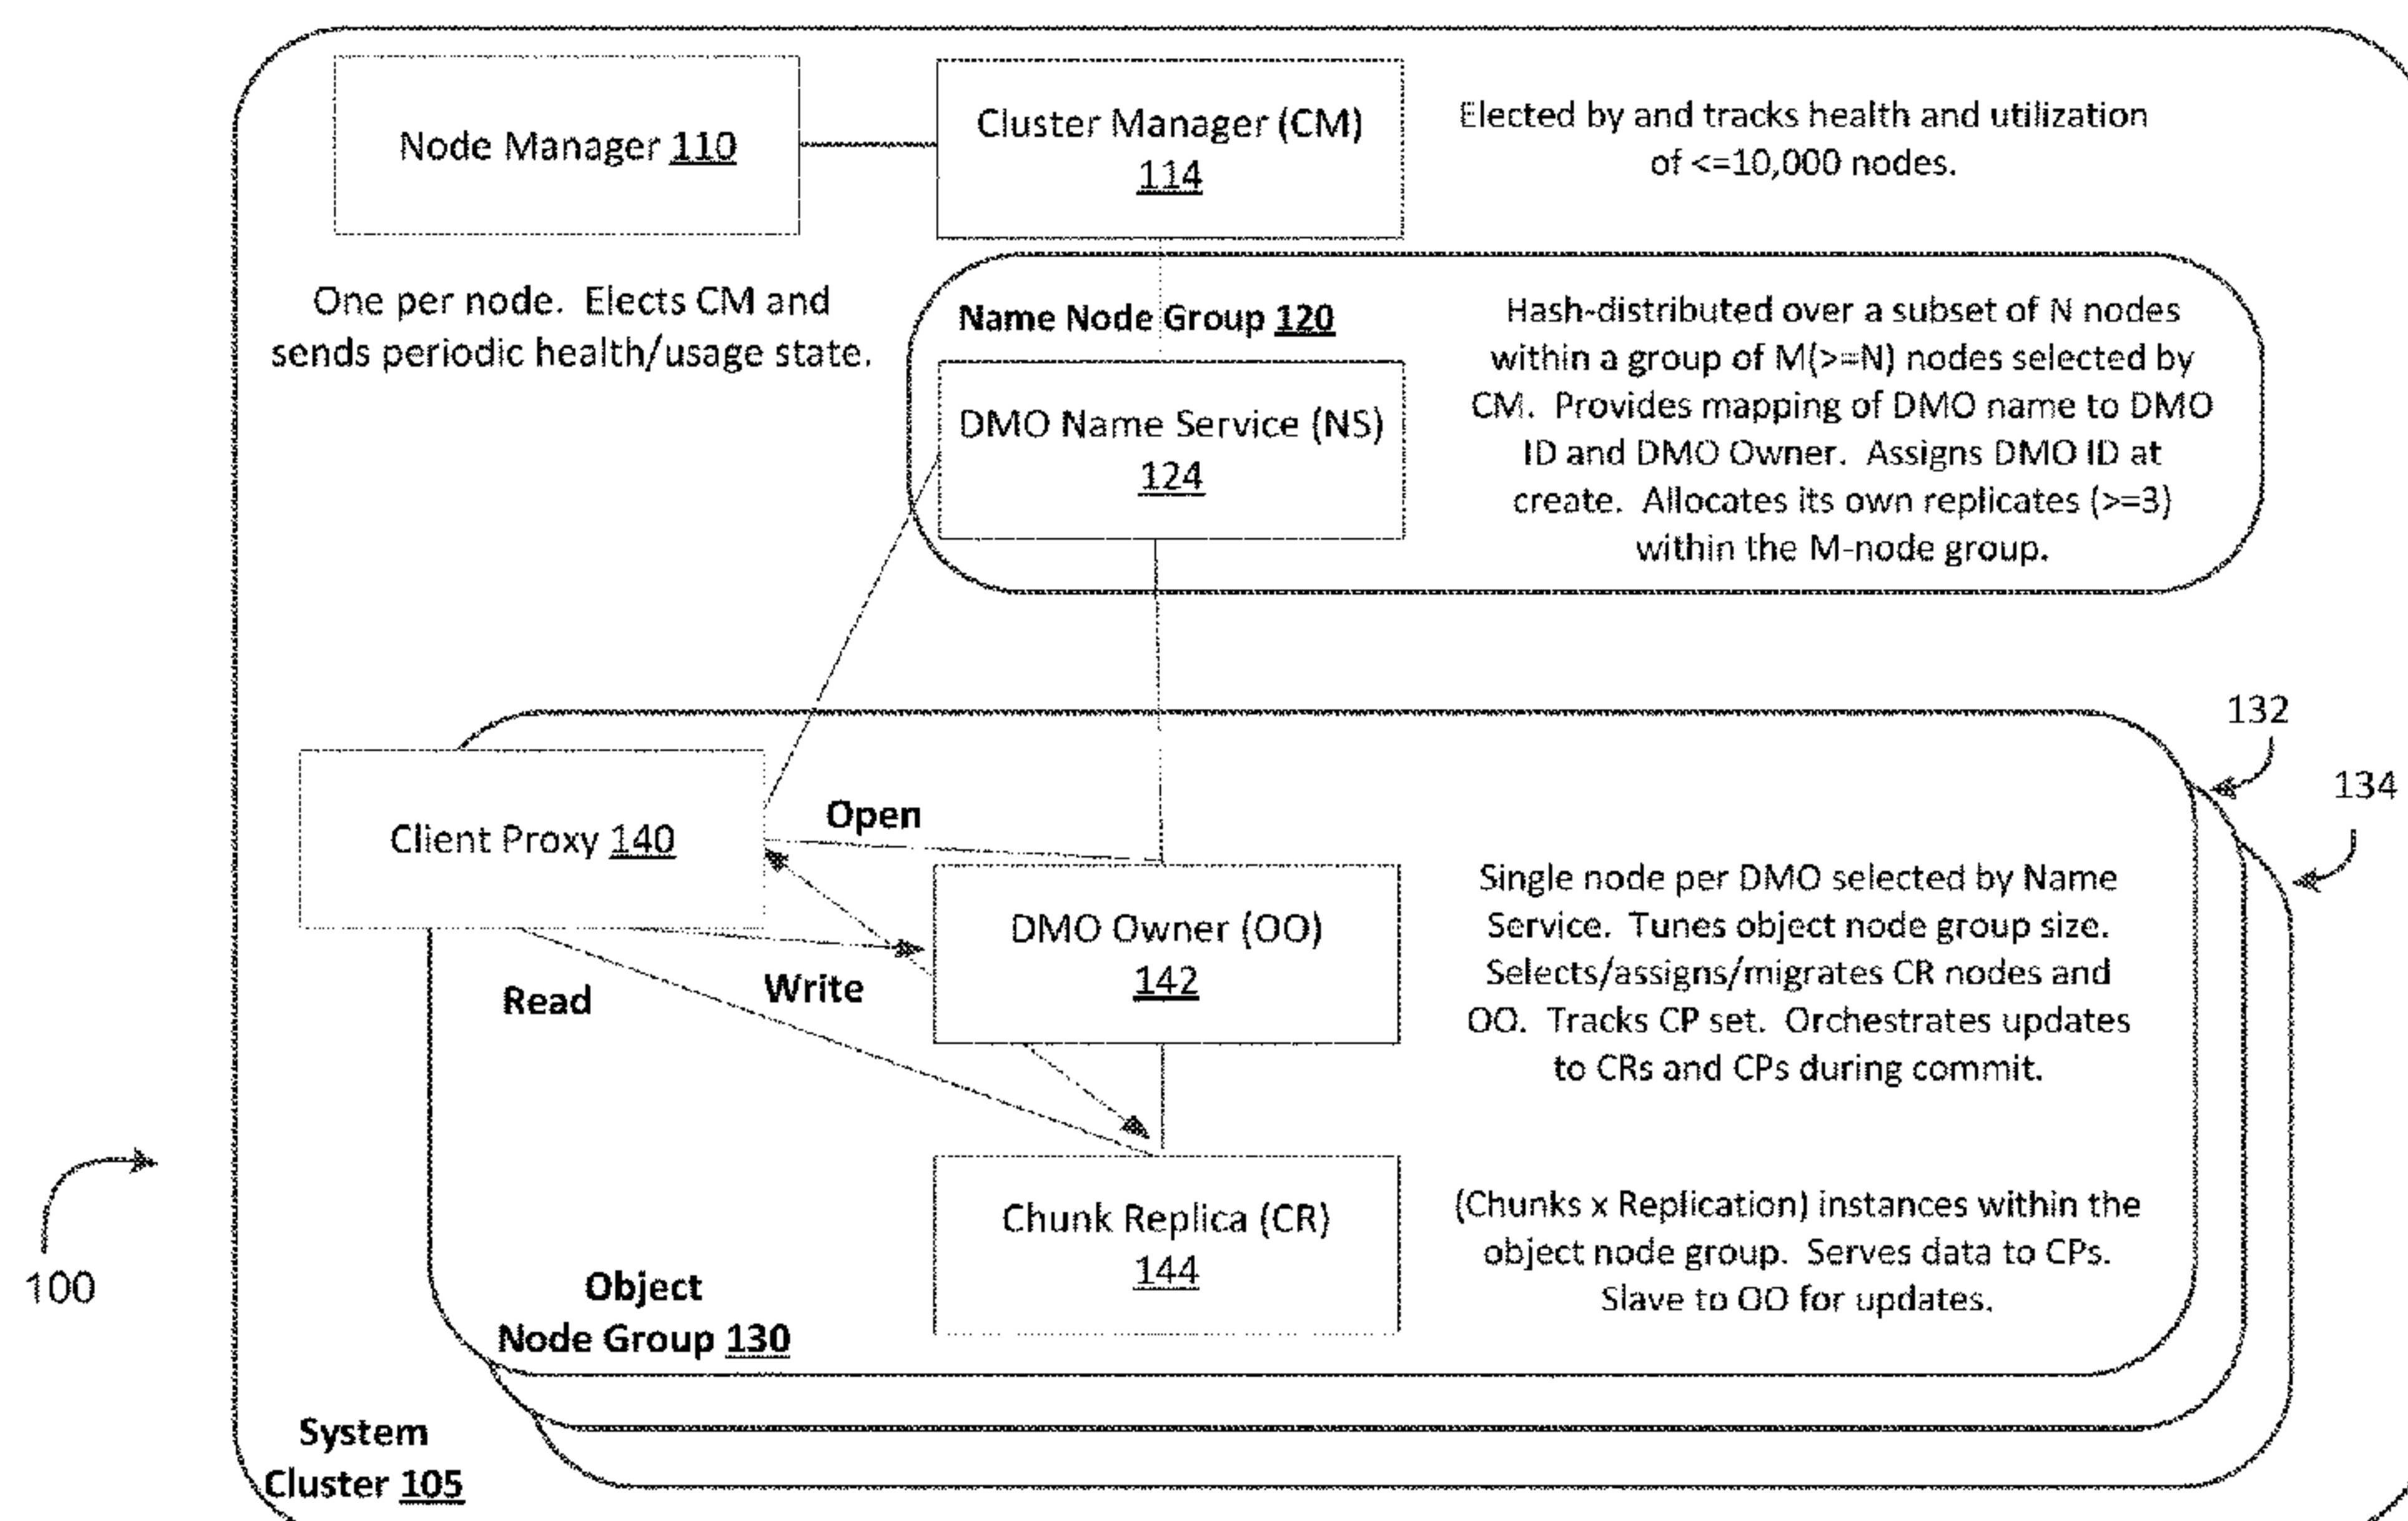 Node Manager 110
Cluster Manager (CM)
114
Elected by and tracks health and utilization
of <=10,000 nodes.
One per node. Elects CM and
sends periodic health/usage state.
Name Node Group 120
DMO Name Service (NS)
124
Hash-distributed over a subset of N nodes
within a group of M(>=N) nodes selected by
CM. Provides mapping of DMO name to DMO
ID and DMO Owner. Assigns DMO ID at
create. Allocates its own replicates (>=3)
within the M-node group.
132
134
Client Proxy 140
Open
DMO Owner (OO)
142
Read
Write
Single node per DMO selected by Name
Service. Tunes object node group size.
Selects/assigns/migrates CR nodes and
OO. Tracks CP set. Orchestrates updates
to CRs and CPs during commit.
Chunk Replica (CR)
144
(Chunks x Replication) instances within the
object node group. Serves data to CPs.
Slave to OO for updates.
100
Object
Node Group 130
System
Cluster 105